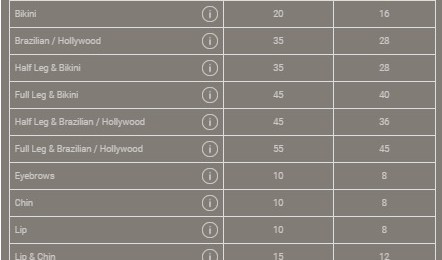 Bikini 20 16
Brazilian / Hollywood 35 28
Half Leg & Bikini 35 28
Full Leg & Bikini 45 40
Half Leg & Brazilian / Hollywood 45 36
Full Leg & Brazilian / Hollywood 55 45
Eyebrows 10 8
Chin 10 8
Lip 10 8
Lip & Chin 15 12